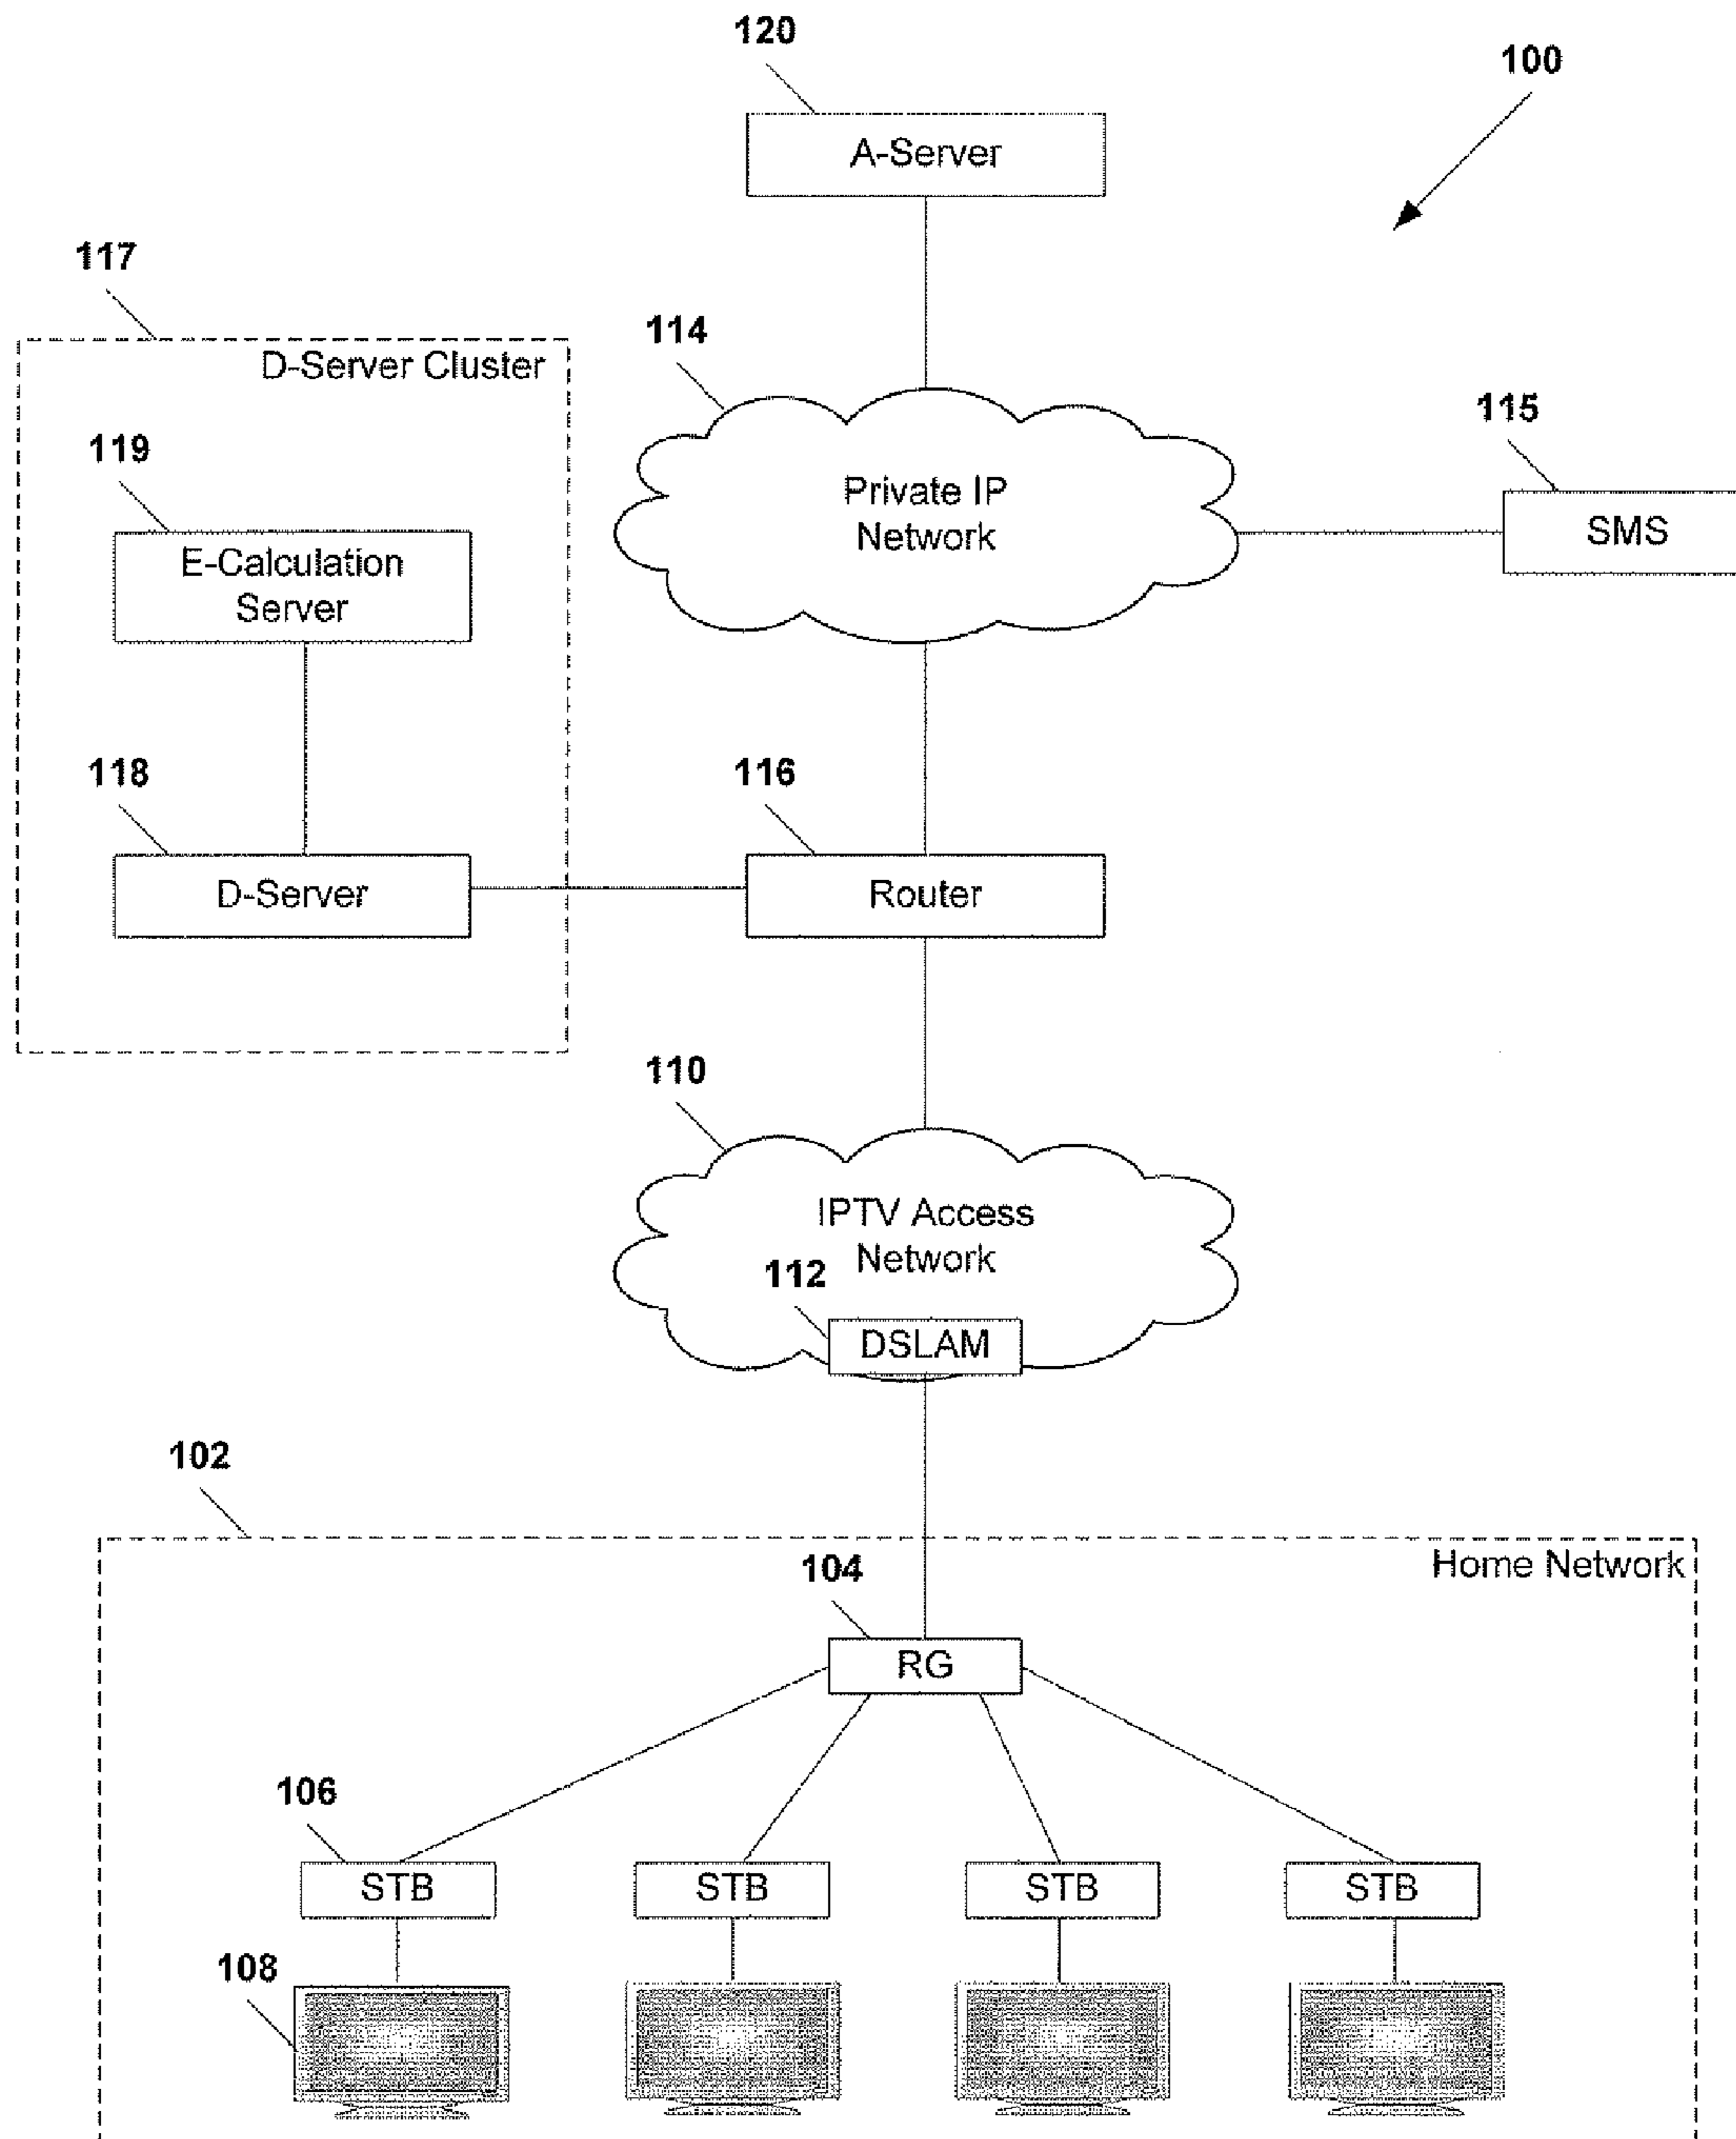 120
100
A-Server
117
114
D-Server Cluster
115
119
Private IP
Network
SMS
E-Calculation
Server
118
116
D-Server
Router
110
IPTV Access
Network
112
DSLAM
102
104
Home Network
RG
106
STB
STB
STB
STB
108